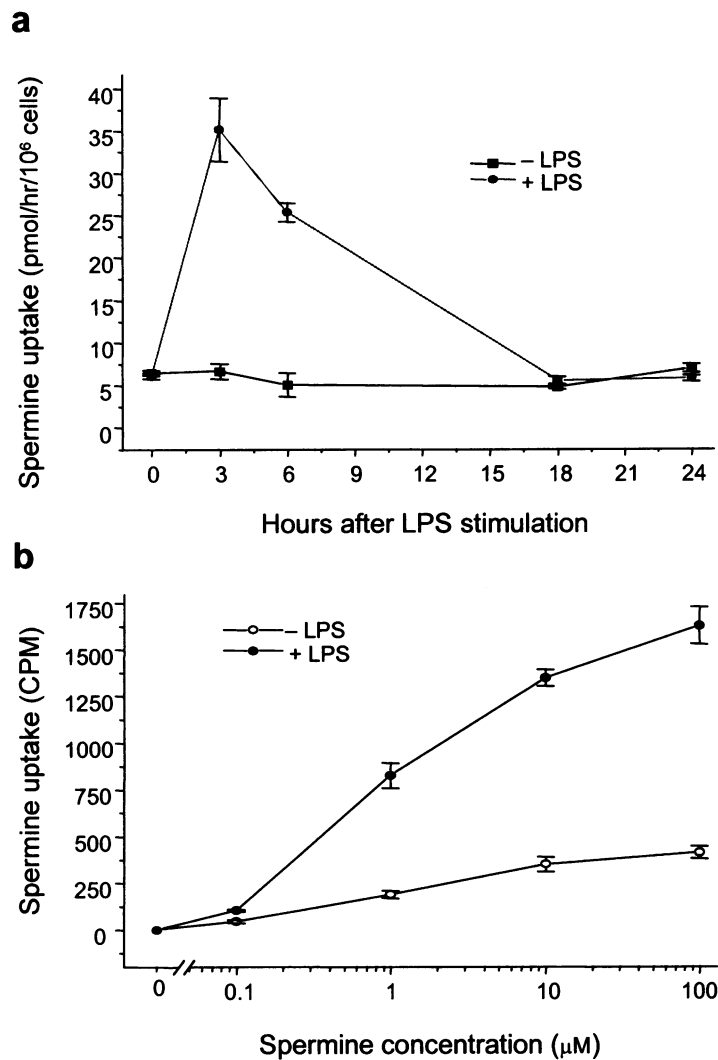 a
Spermine uptake (pmol/hr/10⁶ cells)
40
35
30
25
20
15
10
5
0
– LPS
+ LPS
0 3 6 9 12 15 18 21 24
Hours after LPS stimulation
b
Spermine uptake (CPM)
1750
1500
1250
1000
750
500
250
0
– LPS
+ LPS
0 0.1 1 10 100
Spermine concentration (μM)